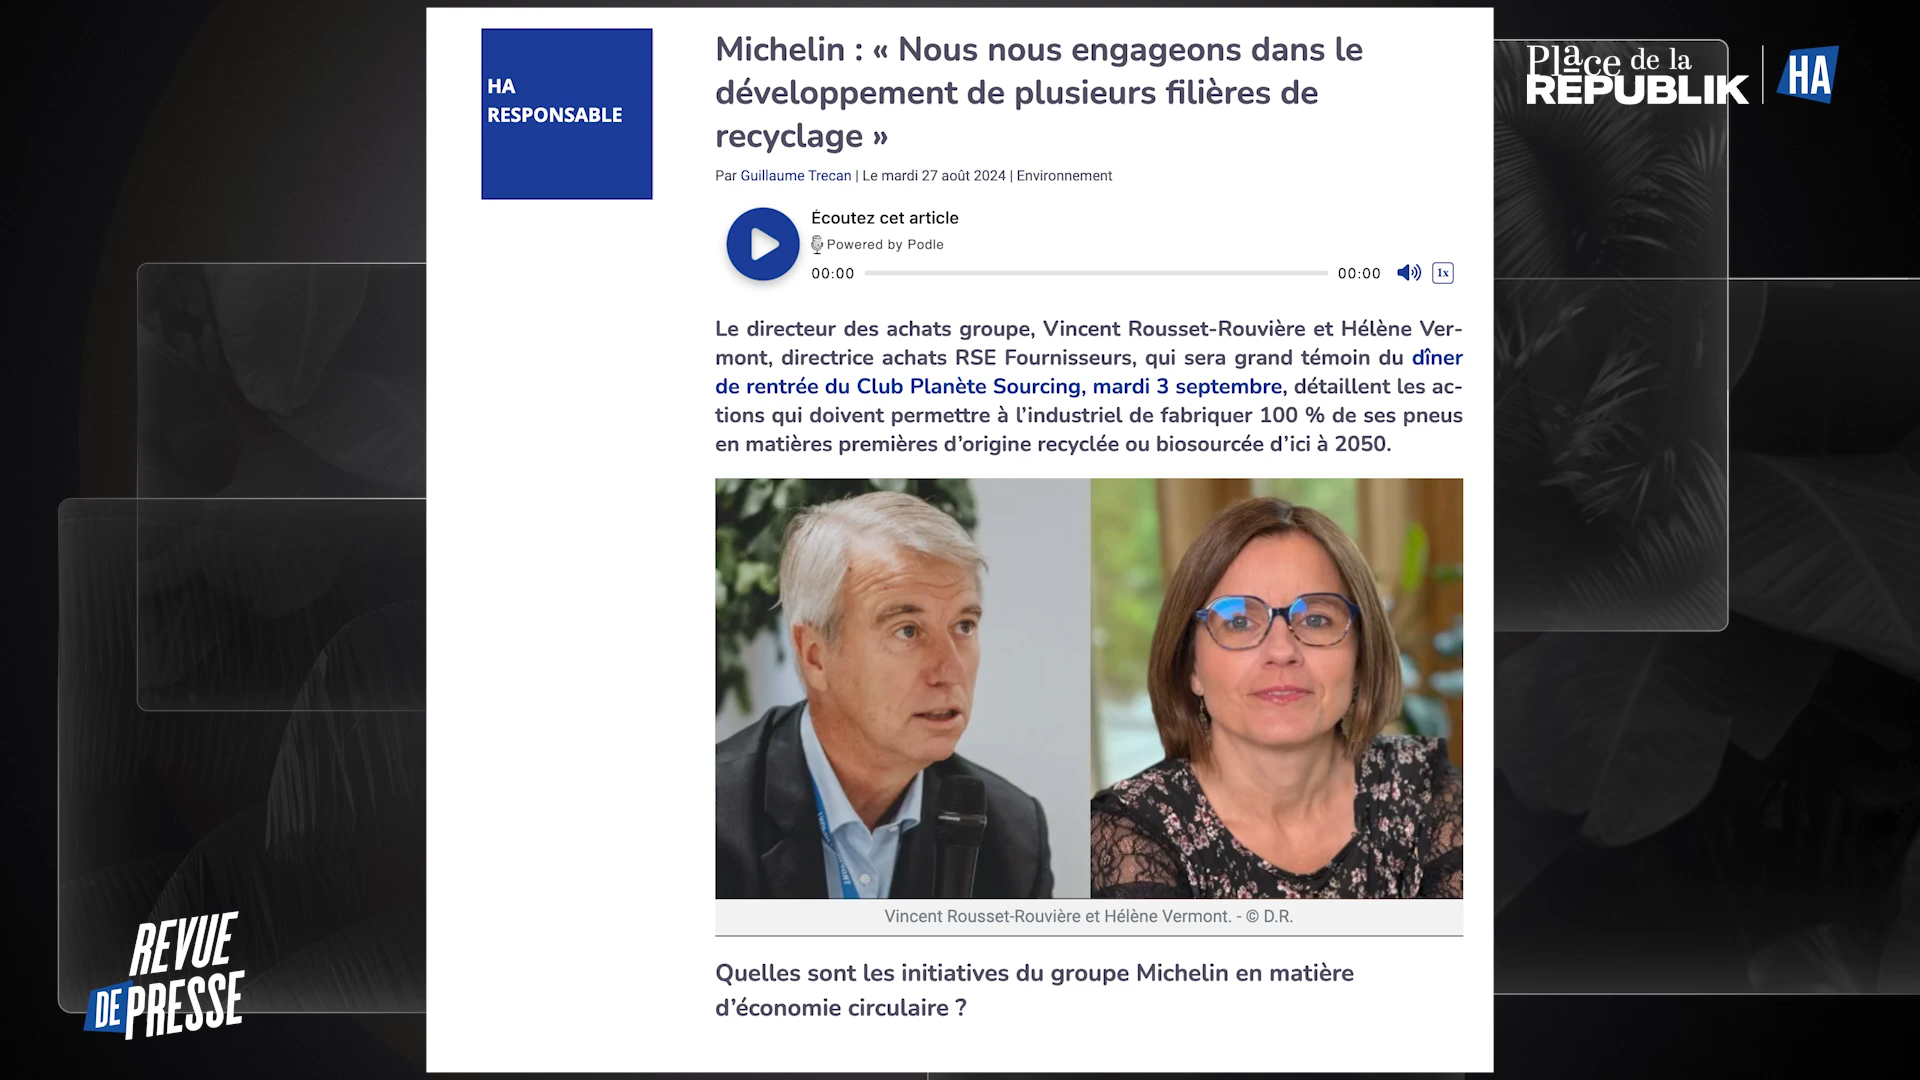 HA
RESPONSABLE
Michelin : « Nous nous engageons dans le
développement de plusieurs filières de
recyclage »
Par Guillaume Trecan | Le mardi 27 août 2024 | Environnement
Écoutez cet article
Powered by Podle
00:00
00:00
1x
Le directeur des achats groupe, Vincent Rousset-Rouvière et Hélène Ver-
mont, directrice achats RSE Fournisseurs, qui sera grand témoin du dîner
de rentrée du Club Planète Sourcing, mardi 3 septembre, détaillent les ac-
tions qui doivent permettre à l’industriel de fabriquer 100 % de ses pneus
en matières premières d’origine recyclée ou biosourcée d’ici à 2050.
Vincent Rousset-Rouvière et Hélène Vermont. - © D.R.
Quelles sont les initiatives du groupe Michelin en matière
d’économie circulaire ?
Place de la
RÉPUBLIK
HA
REVUE
DE PRESSE